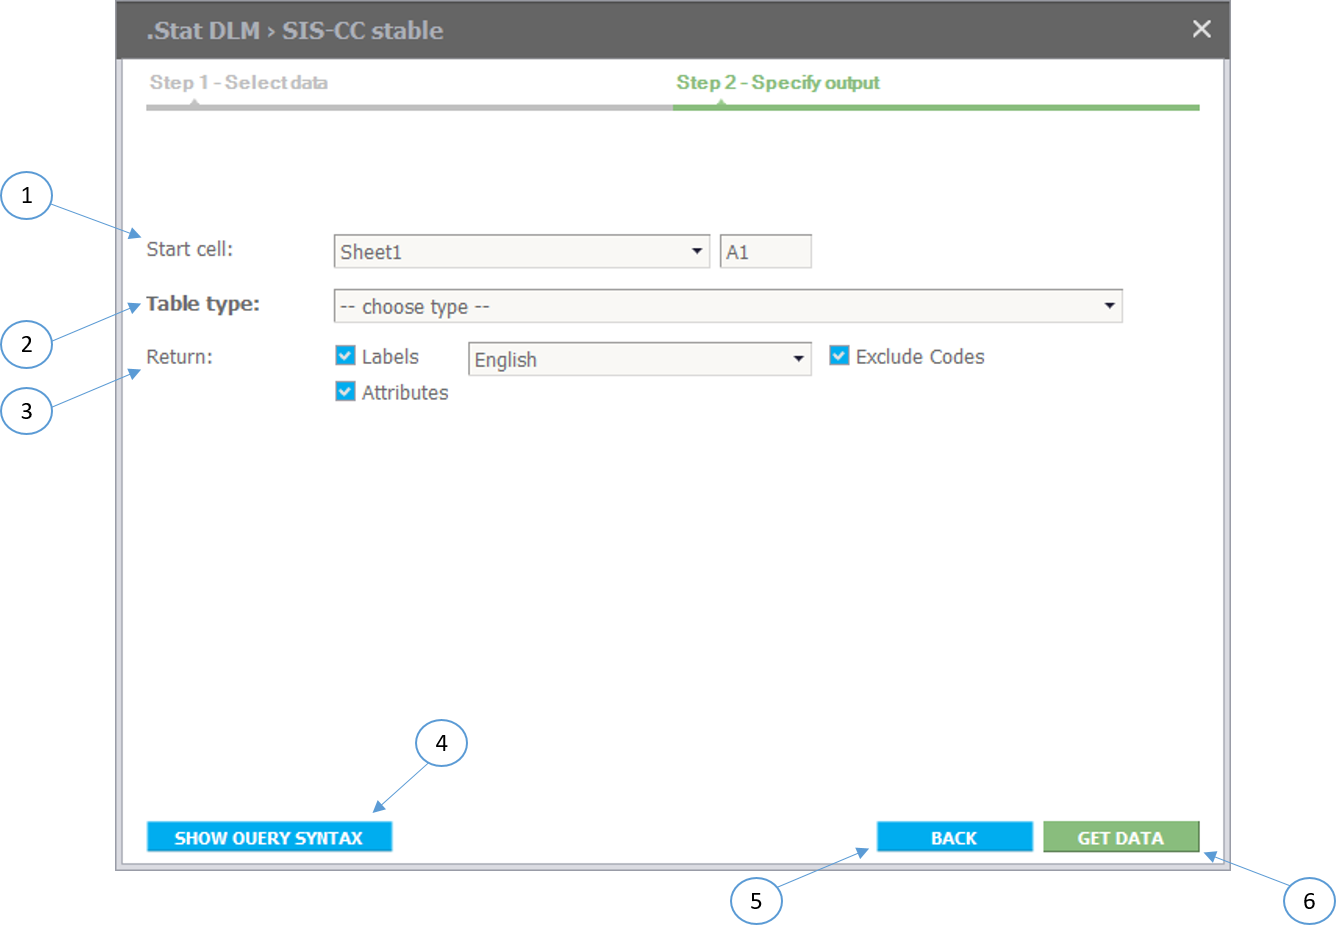 .Stat DLM › SIS-CC stable
Step 1 - Select data
Step 2 - Specify output
1
Start cell:
Sheet1
A1
2
Table type:
-- choose type --
3
Return:
Labels
English
Exclude Codes
Attributes
4
SHOW QUERY SYNTAX
BACK
GET DATA
5
6